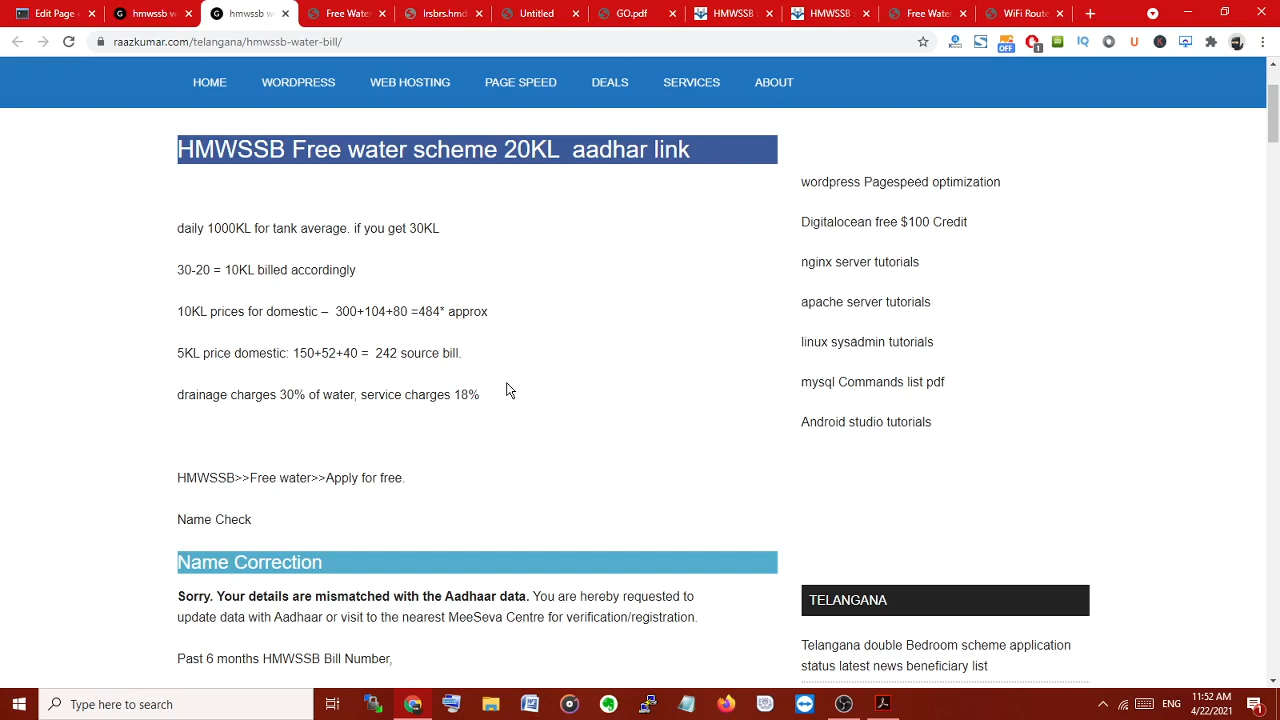 Edit Page
hmwssb w
hmwssb w
Free Water
lrsbrs.hmd
Untitled
GO.pdf
HMWSSB
HMWSSB
Free Water
WiFi Route
raazkumar.com/telangana/hmwssb-water-bill/
OFF
1
IQ
HOME
WORDPRESS
WEB HOSTING
PAGE SPEED
DEALS
SERVICES
ABOUT
HMWSSB Free water scheme 20KL aadhar link
daily 1000KL for tank average. if you get 30KL
30-20 = 10KL billed accordingly
10KL prices for domestic – 300+104+80 =484* approx
5KL price domestic: 150+52+40 = 242 source bill.
drainage charges 30% of water, service charges 18%
HMWSSB>>Free water>>Apply for free.
Name Check
Name Correction
Sorry. Your details are mismatched with the Aadhaar data. You are hereby requested to
update data with Aadhaar or visit to the nearest MeeSeva Centre for verification/registration.
Past 6 months HMWSSB Bill Number,
wordpress Pagespeed optimization
Digitalocean free $100 Credit
nginx server tutorials
apache server tutorials
linux sysadmin tutorials
mysql Commands list pdf
Android studio tutorials
TELANGANA
Telangana double Bedroom scheme application
status latest news beneficiary list
Type here to search
ENG
11:52 AM
4/22/2021
1